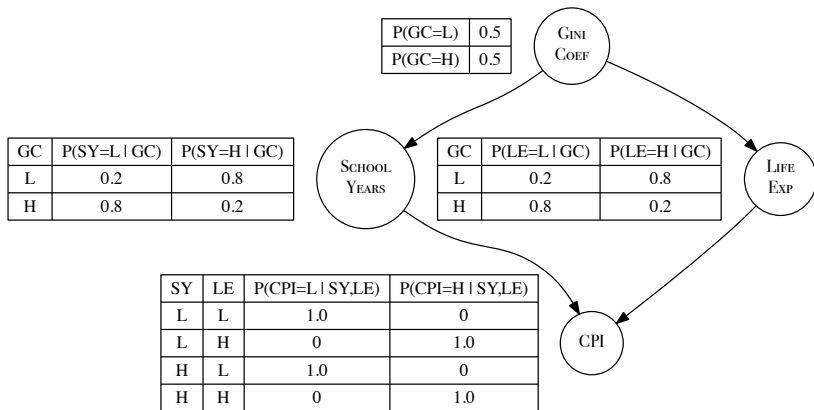 P(GC=L) 0.5
P(GC=H) 0.5
Gini
Coef
GC P(SY=L | GC) P(SY=H | GC)
L 0.2 0.8
H 0.8 0.2
School
Years
GC P(LE=L | GC) P(LE=H | GC)
L 0.2 0.8
H 0.8 0.2
Life
Exp
SY LE P(CPI=L | SY,LE) P(CPI=H | SY,LE)
L L 1.0 0
L H 0 1.0
H L 1.0 0
H H 0 1.0
CPI